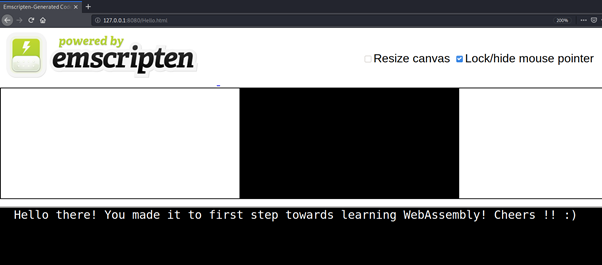 Emscripten-Generated Cod
127.0.0.1:8080/Hello.html
200%
powered by
emscripten
Resize canvas
Lock/hide mouse pointer
Hello there! You made it to first step towards learning WebAssembly! Cheers !! :)